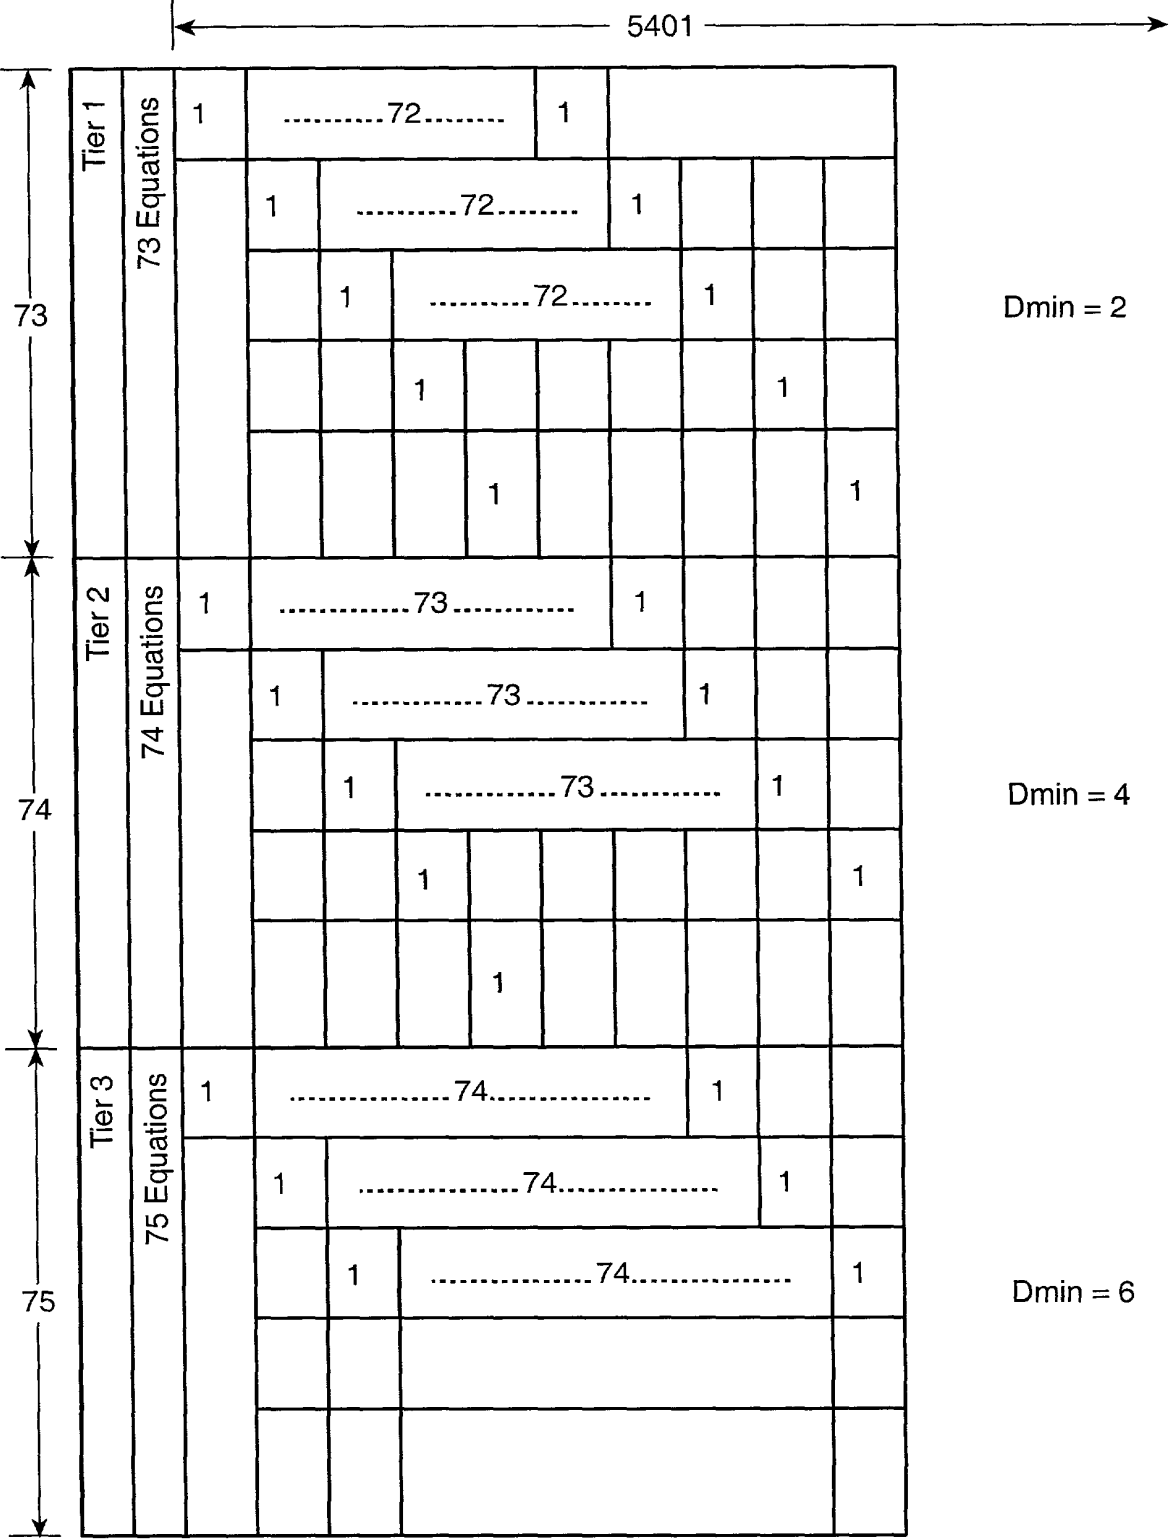 5401
Tier 1
73 Equations
1 ..........72........ 1
1 ..........72........ 1
73
1 ..........72........ 1
Dmin = 2
1 1
1 1
Tier 2
74 Equations
1 .............73............. 1
1 .............73............. 1
74
1 .............73............. 1
Dmin = 4
1 1
1
Tier 3
75 Equations
1 ................74................ 1
1 ................74................ 1
75
1 ................74................ 1
Dmin = 6